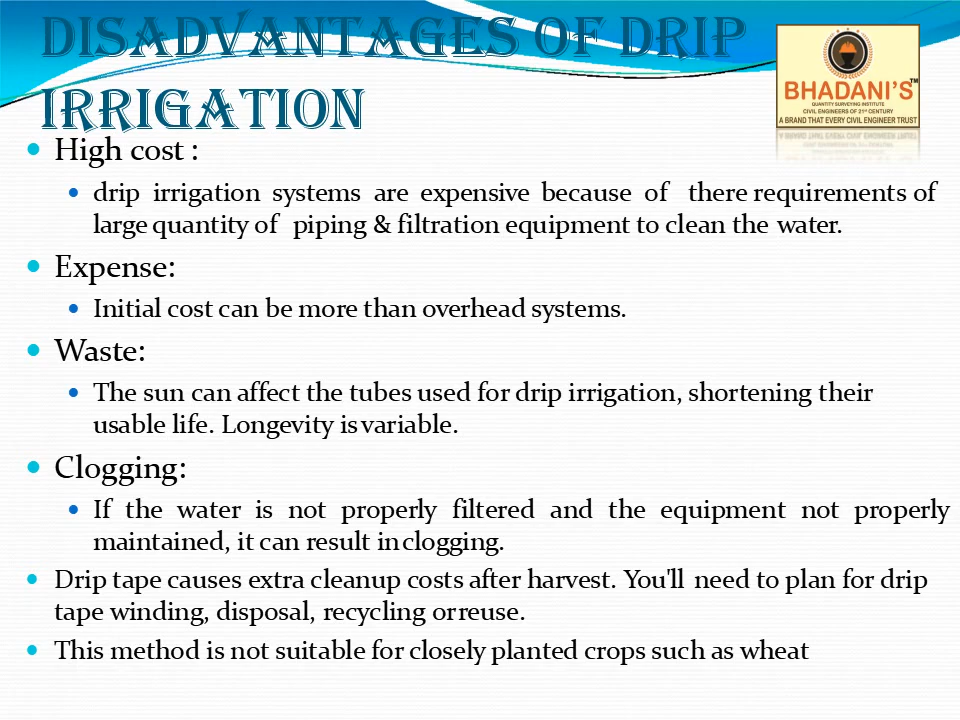 DISADVANTAGES OF DRIP
IRRIGATION
BHADANI'S™
QUANTITY SURVEYING INSTITUTE
CIVIL ENGINEERS OF 21ST CENTURY
A BRAND THAT EVERY CIVIL ENGINEER TRUST
• High cost :
• drip irrigation systems are expensive because of there requirements of
large quantity of piping & filtration equipment to clean the water.
• Expense:
• Initial cost can be more than overhead systems.
• Waste:
• The sun can affect the tubes used for drip irrigation, shortening their
usable life. Longevity is variable.
• Clogging:
• If the water is not properly filtered and the equipment not properly
maintained, it can result in clogging.
• Drip tape causes extra cleanup costs after harvest. You'll need to plan for drip
tape winding, disposal, recycling or reuse.
• This method is not suitable for closely planted crops such as wheat